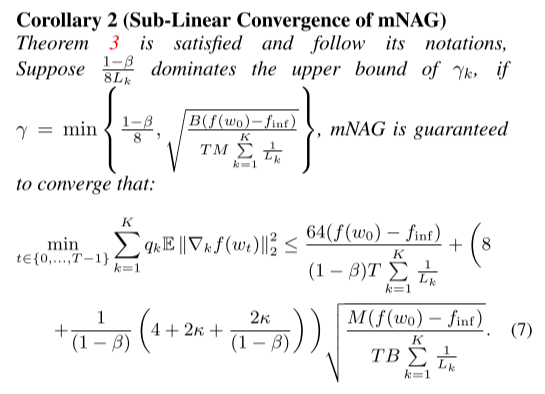 Corollary 2 (Sub-Linear Convergence of mNAG)
Theorem 3 is satisfied and follow its notations,
Suppose \frac{1-\beta}{8L_k} dominates the upper bound of \gamma_k, if
\gamma = \min \left\{ \frac{1-\beta}{8}, \sqrt{\frac{B(f(w_0)-f_{\inf})}{TM \sum_{k=1}^{K} \frac{1}{L_k}}} \right\}, mNAG is guaranteed
to converge that:
\min_{t \in \{0,\ldots,T-1\}} \sum_{k=1}^{K} q_k \mathbb{E} \|\nabla_k f(w_t)\|_2^2 \leq \frac{64(f(w_0) - f_{\inf})}{(1-\beta)T \sum_{k=1}^{K} \frac{1}{L_k}} + \Bigg( 8
+ \frac{1}{(1-\beta)} \left( 4 + 2\kappa + \frac{2\kappa}{(1-\beta)} \right) \Bigg) \sqrt{\frac{M(f(w_0) - f_{\inf})}{TB \sum_{k=1}^{K} \frac{1}{L_k}}}. (7)